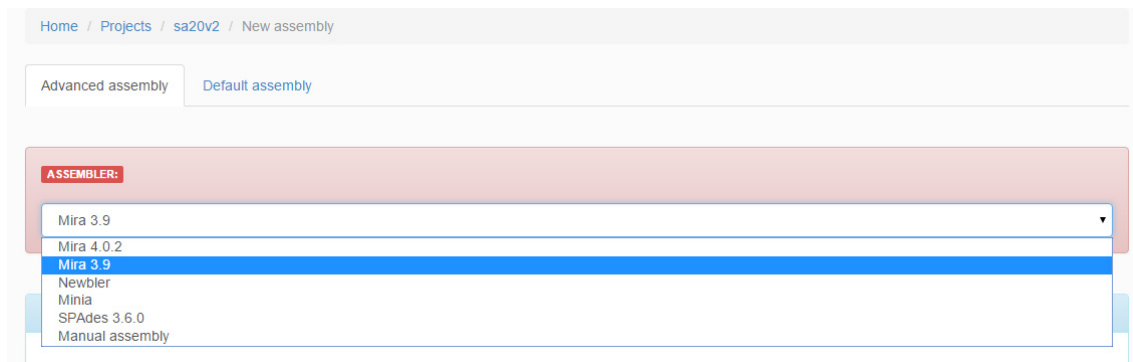 Home / Projects / sa20v2 / New assembly
Advanced assembly Default assembly
ASSEMBLER:
Mira 3.9
Mira 4.0.2
Mira 3.9
Newbler
Minia
SPAdes 3.6.0
Manual assembly